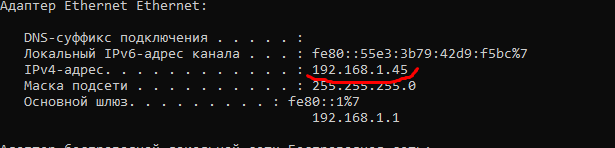 Адаптер Ethernet Ethernet:
DNS-суффикс подключения . . . . . :
Локальный IPv6-адрес канала . . . : fe80::55e3:3b79:42d9:f5bc%7
IPv4-адрес. . . . . . . . . . . . : 192.168.1.45
Маска подсети . . . . . . . . . . : 255.255.255.0
Основной шлюз. . . . . . . . . : fe80::1%7
192.168.1.1